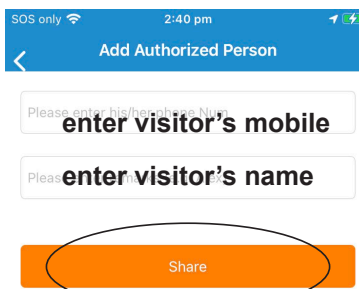 SOS only 2:40 pm
Add Authorized Person
Please enter his/her phone Num
enter visitor's mobile
Pleas
enter visitor's name
Share